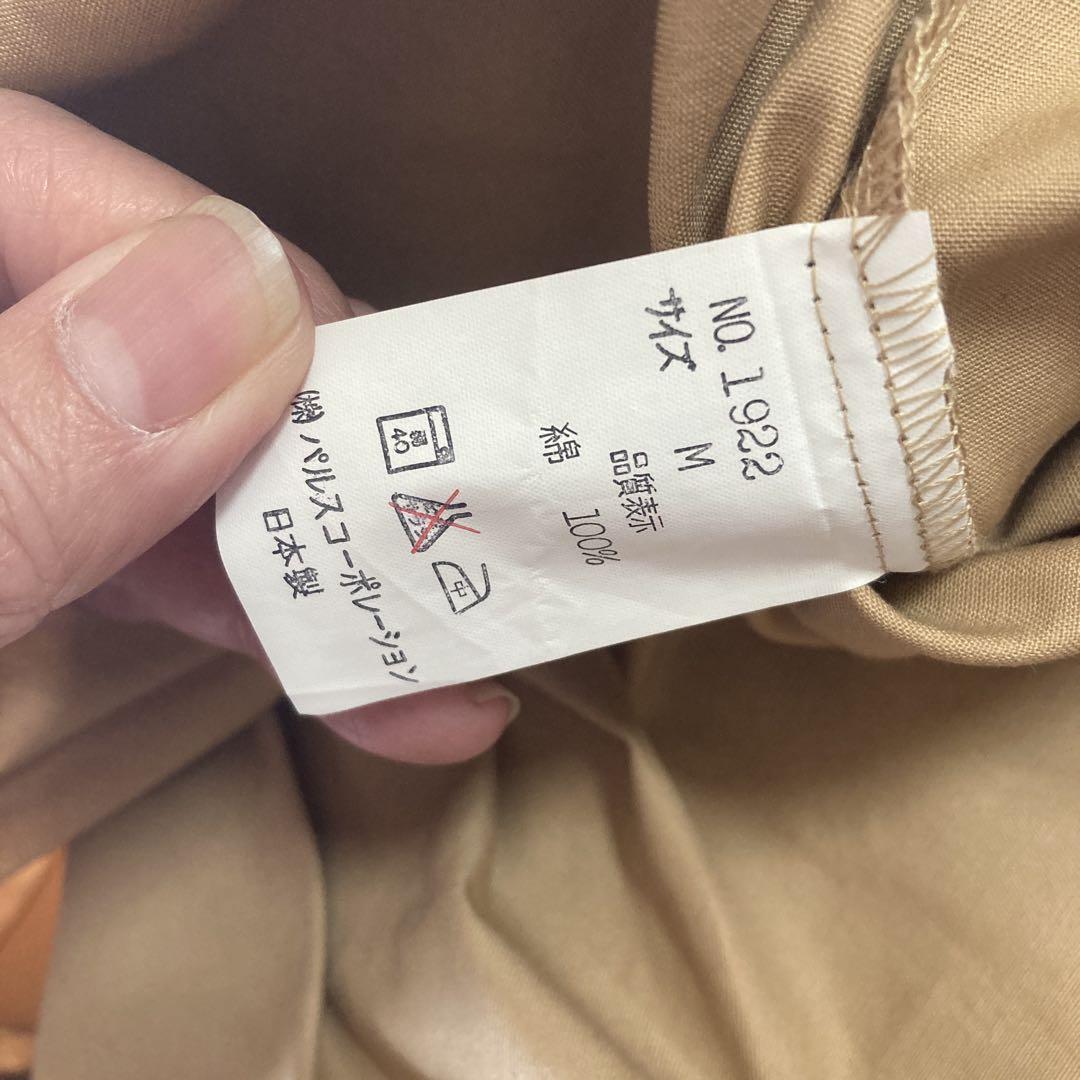 NO. 1922
サイズ M
品質表示
綿 100%
弱
40
中
㈱パルスコーポレーション
日本製